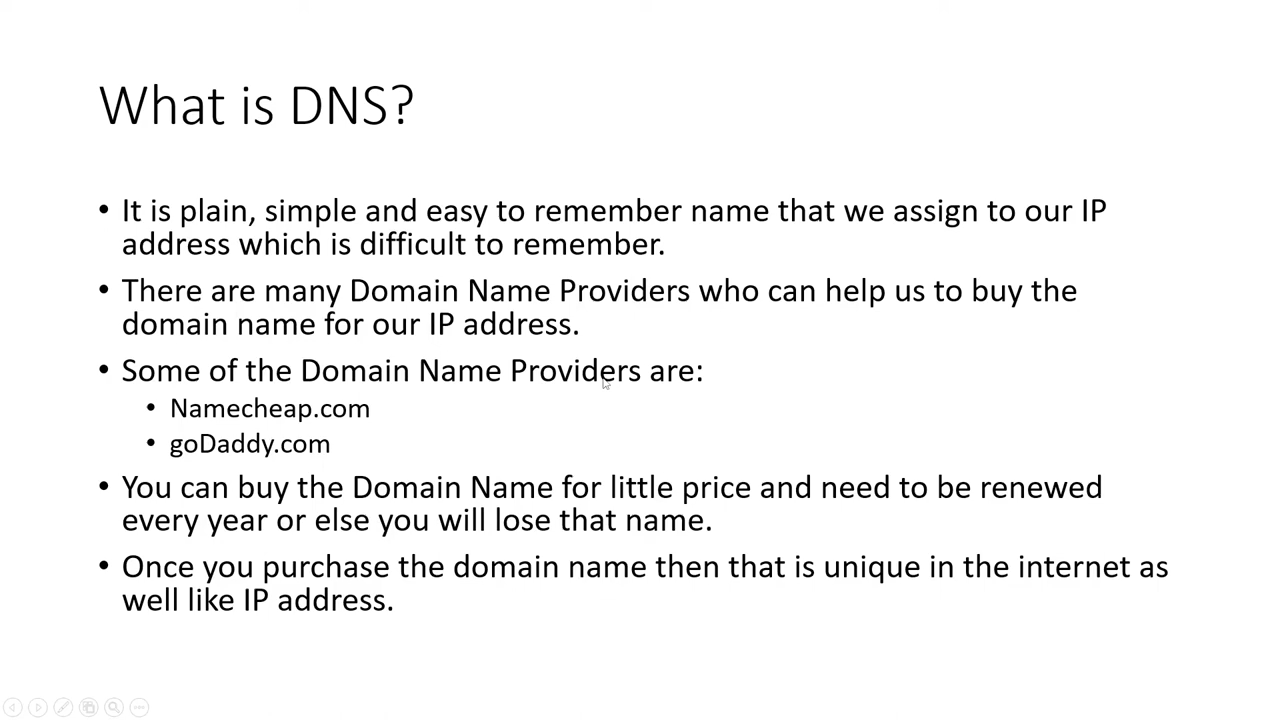 What is DNS?
• It is plain, simple and easy to remember name that we assign to our IP
address which is difficult to remember.
• There are many Domain Name Providers who can help us to buy the
domain name for our IP address.
• Some of the Domain Name Providers are:
• Namecheap.com
• goDaddy.com
• You can buy the Domain Name for little price and need to be renewed
every year or else you will lose that name.
• Once you purchase the domain name then that is unique in the internet as
well like IP address.